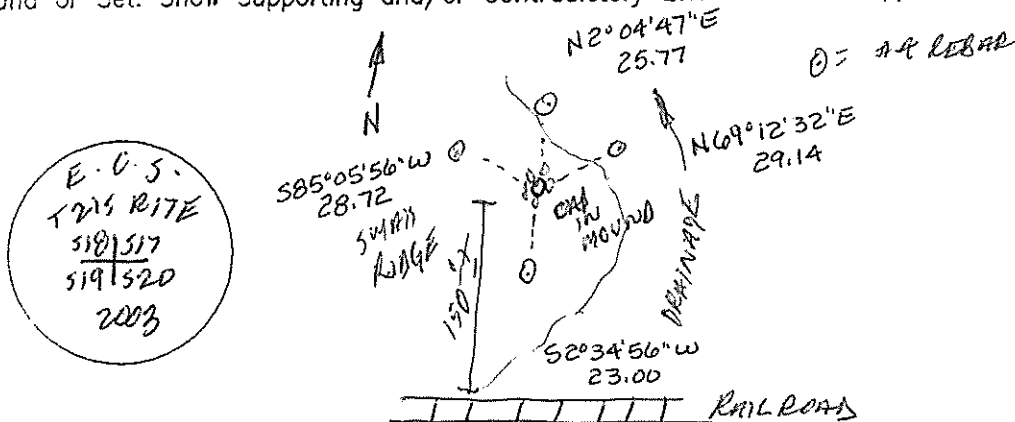 und or Set. Show supporting and/or contradictory
N2°04'47"E
25.77
⊙ = #4 REBAR
N
N69°12'32"E
29.14
S85°05'56"W
28.72
E.C.S.
T21S R17E
S18|S17
S19|S20
2003
SMALL
RIDGE
CAP
IN
MOUND
150'±
DRAINAGE
S2°34'56"W
23.00
RAILROAD